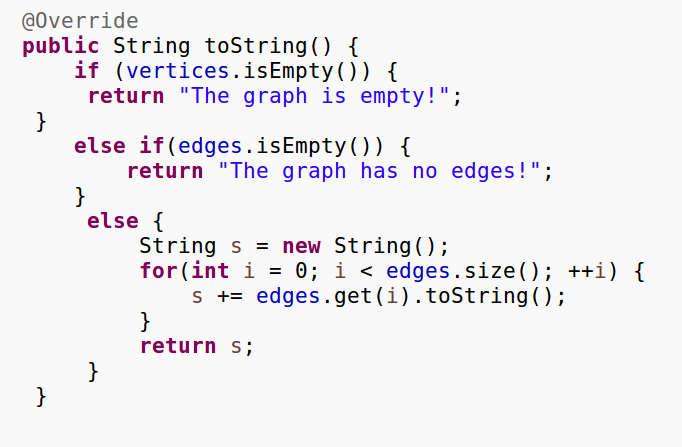 @Override
public String toString() {
    if (vertices.isEmpty()) {
     return "The graph is empty!";
 }
    else if(edges.isEmpty()) {
        return "The graph has no edges!";
    }
     else {
         String s = new String();
         for(int i = 0; i < edges.size(); ++i) {
             s += edges.get(i).toString();
         }
         return s;
     }
 }